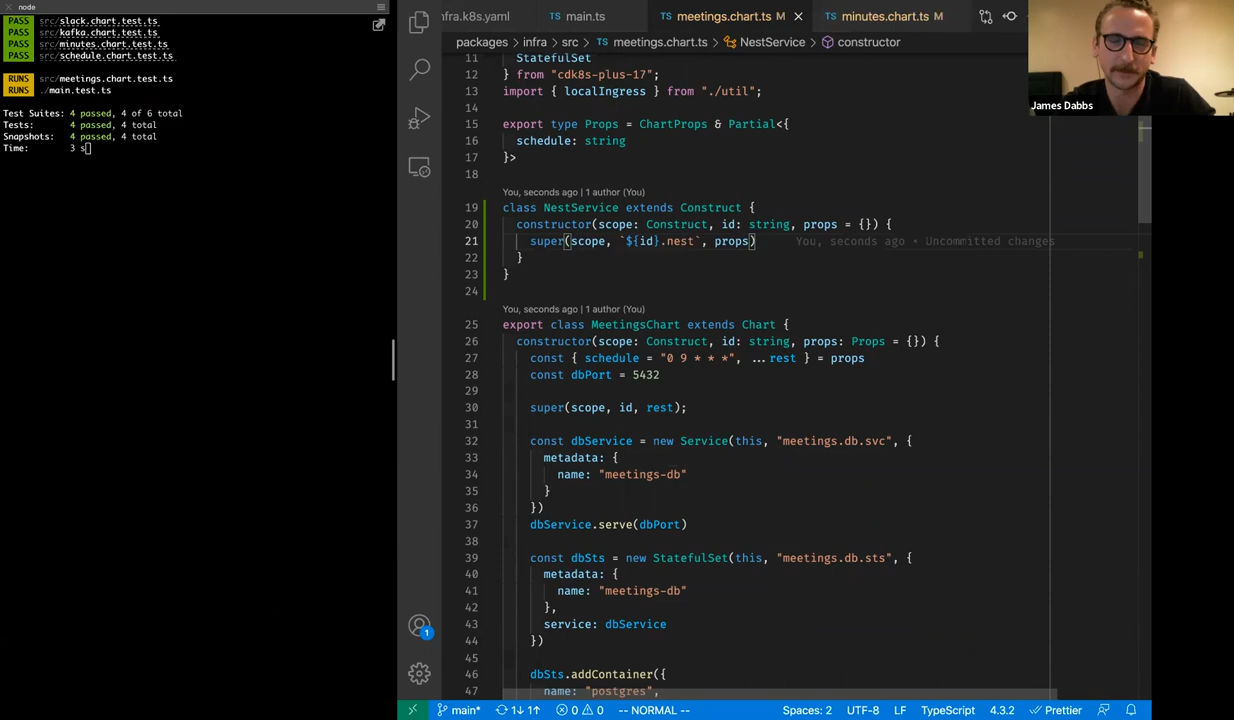 node
PASS src/slack.chart.test.ts
PASS src/kafka.chart.test.ts
PASS src/minutes.chart.test.ts
PASS src/schedule.chart.test.ts
RUNS src/meetings.chart.test.ts
RUNS ./main.test.ts
Test Suites: 4 passed, 4 of 6 total
Tests: 4 passed, 4 total
Snapshots: 4 passed, 4 total
Time: 3 s
nfra.k8s.yaml main.ts meetings.chart.ts M minutes.chart.ts M
packages > infra > src > meetings.chart.ts > NestService > constructor
11 StatefulSet
12 } from "cdk8s-plus-17";
13 import { localIngress } from "./util";
14
15 export type Props = ChartProps & Partial<{
16 schedule: string
17 }>
18
You, seconds ago | 1 author (You)
19 class NestService extends Construct {
20 constructor(scope: Construct, id: string, props = {}) {
21 super(scope, `${id}.nest`, props) You, seconds ago • Uncommitted changes
22 }
23 }
24
You, seconds ago | 1 author (You)
25 export class MeetingsChart extends Chart {
26 constructor(scope: Construct, id: string, props: Props = {}) {
27 const { schedule = "0 9 * * *", ...rest } = props
28 const dbPort = 5432
29
30 super(scope, id, rest);
31
32 const dbService = new Service(this, "meetings.db.svc", {
33 metadata: {
34 name: "meetings-db"
35 }
36 })
37 dbService.serve(dbPort)
38
39 const dbSts = new StatefulSet(this, "meetings.db.sts", {
40 metadata: {
41 name: "meetings-db"
42 },
43 service: dbService
44 })
45
46 dbSts.addContainer({
47 name: "postgres",
James Dabbs
1
main* 1↓ 1↑ 0 0 -- NORMAL -- Spaces: 2 UTF-8 LF TypeScript 4.3.2 Prettier